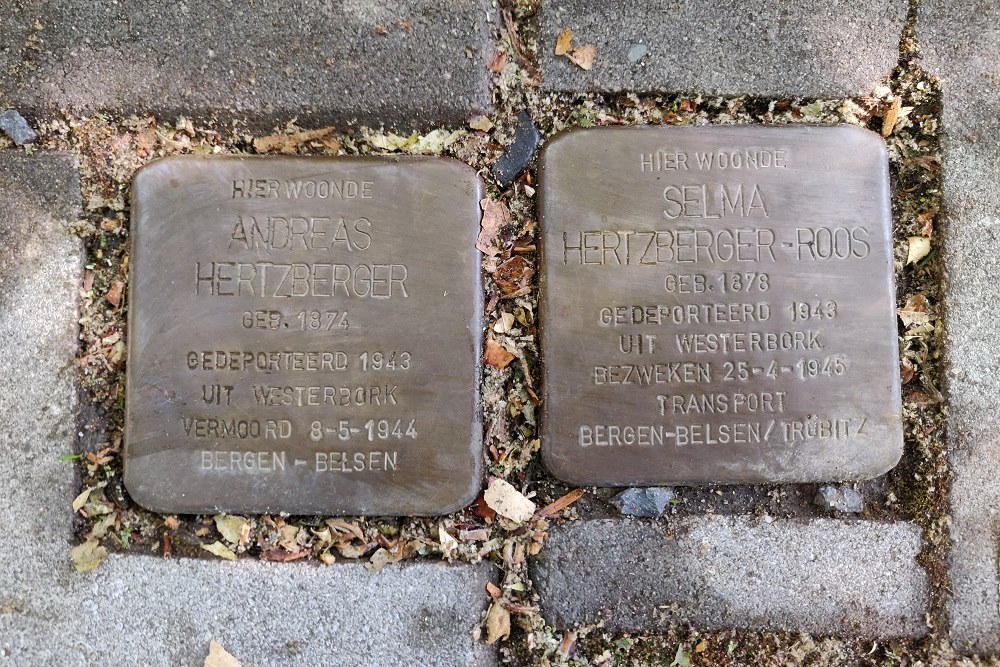 HIER WOONDE
ANDREAS
HERTZBERGER
GEB. 1874
GEDEPORTEERD 1943
UIT WESTERBORK
VERMOORD 8-5-1944
BERGEN-BELSEN
HIER WOONDE
SELMA
HERTZBERGER-ROOS
GEB. 1878
GEDEPORTEERD 1943
UIT WESTERBORK
BEZWEKEN 25-4-1945
TRANSPORT
BERGEN-BELSEN/TRÖBITZ